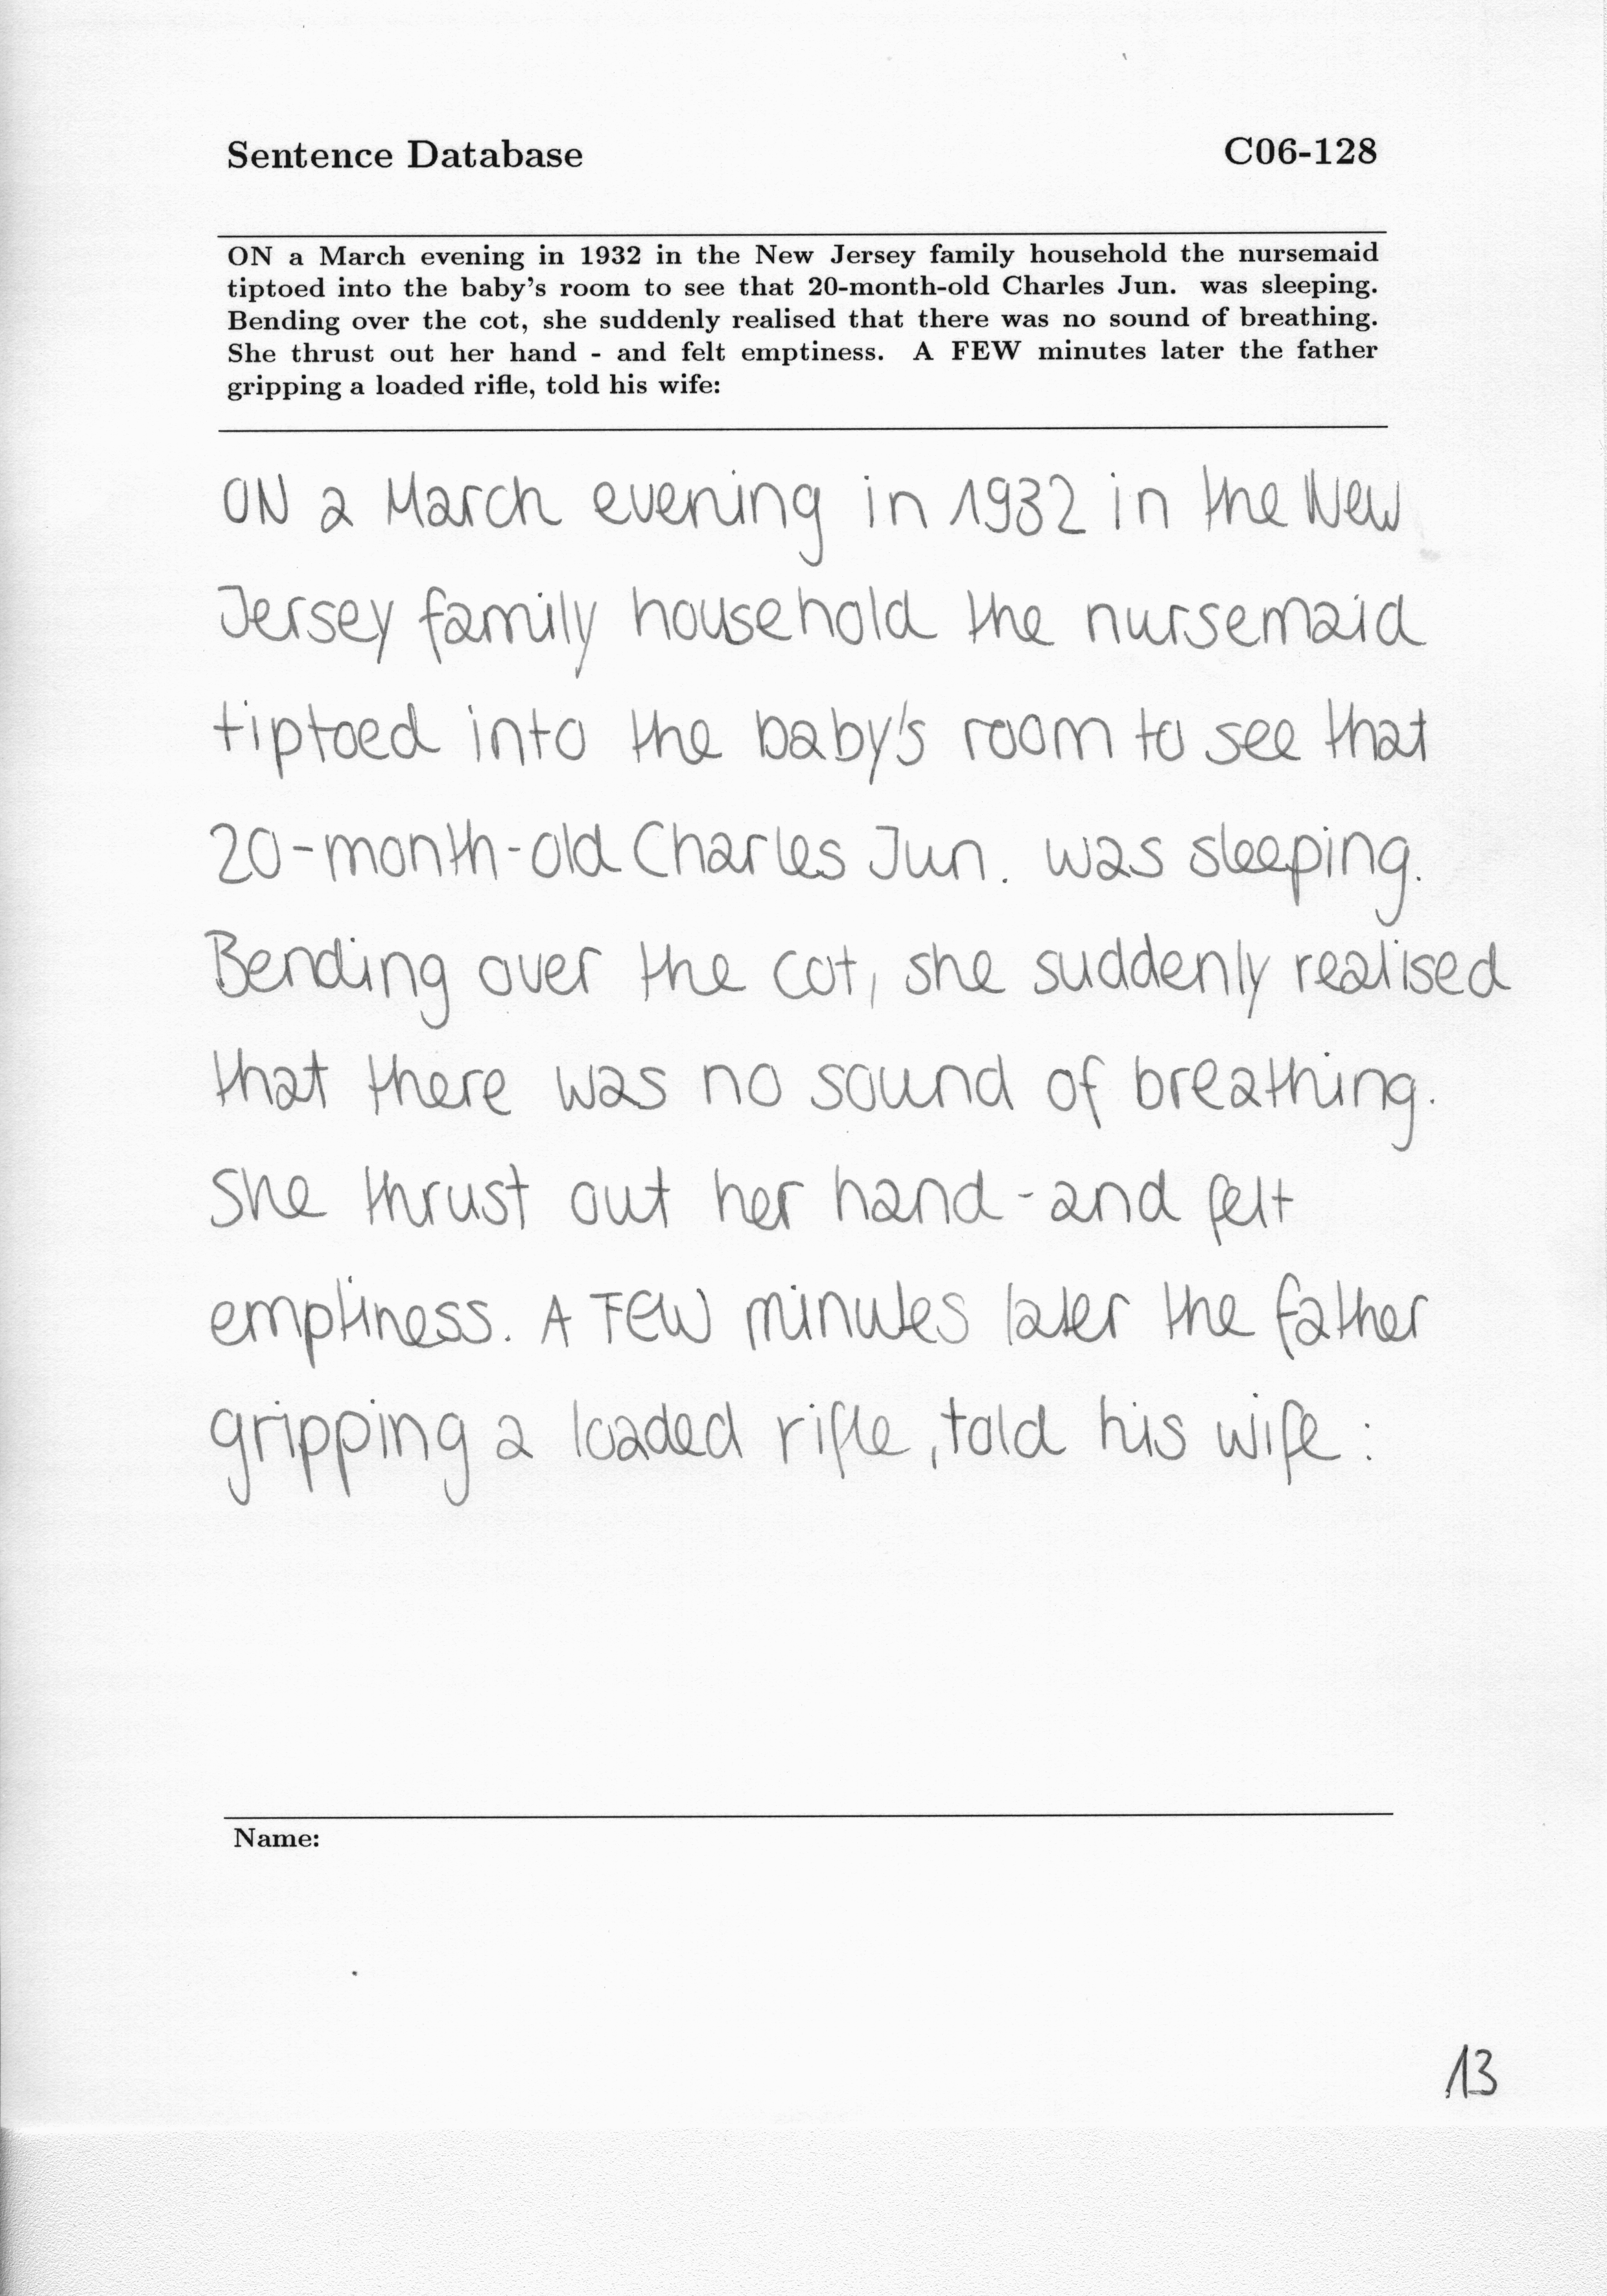 Sentence Database C06-128
ON a March evening in 1932 in the New Jersey family household the nursemaid
tiptoed into the baby's room to see that 20-month-old Charles Jun. was sleeping.
Bending over the cot, she suddenly realised that there was no sound of breathing.
She thrust out her hand - and felt emptiness. A FEW minutes later the father
gripping a loaded rifle, told his wife:
ON a March evening in 1932 in the New
Jersey family household the nursemaid
tiptoed into the baby's room to see that
20-month-old Charles Jun. was sleeping.
Bending over the cot, she suddenly realised
that there was no sound of breathing.
She thrust out her hand - and felt
emptiness. A FEW minutes later the father
gripping a loaded rifle, told his wife:
Name:
13